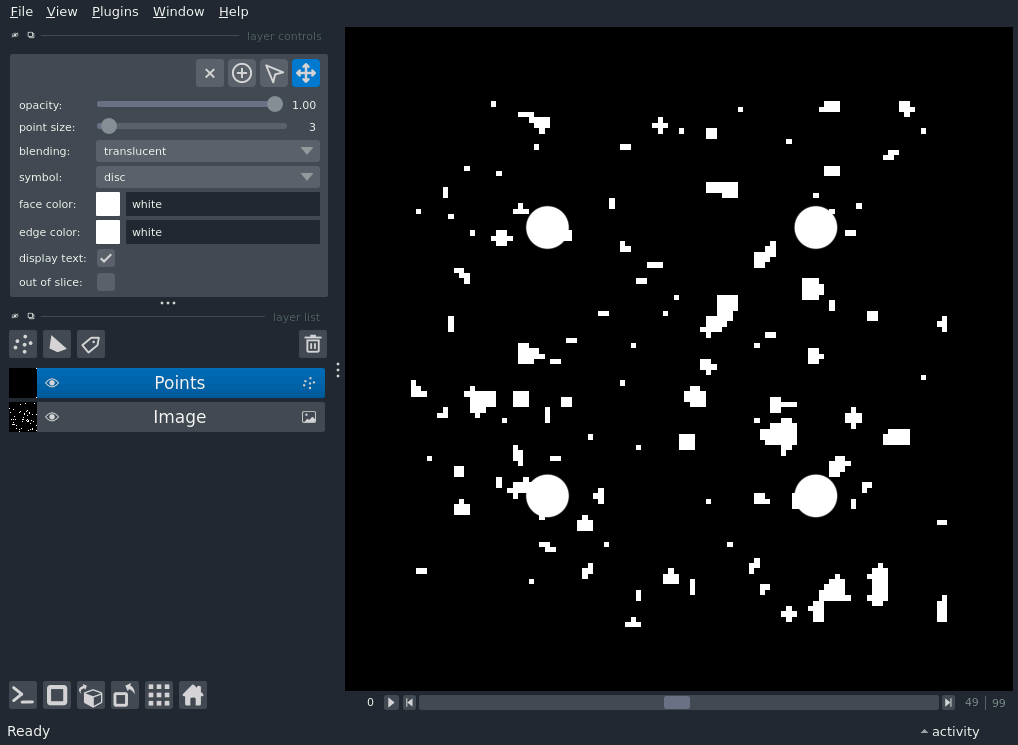 File View Plugins Window Help
layer controls
opacity: 1.00
point size: 3
blending: translucent
symbol: disc
face color: white
edge color: white
display text:
out of slice:
layer list
Points
Image
0 49 99
Ready activity